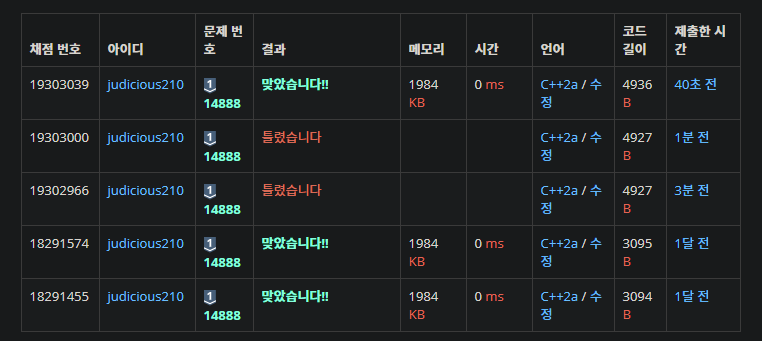 채점 번호 아이디 문제 번호 결과 메모리 시간 언어 코드 길이 제출한 시간
19303039 judicious210 1 14888 맞았습니다!! 1984 KB 0 ms C++2a / 수정 4936 B 40초 전
19303000 judicious210 1 14888 틀렸습니다 C++2a / 수정 4927 B 1분 전
19302966 judicious210 1 14888 틀렸습니다 C++2a / 수정 4927 B 3분 전
18291574 judicious210 1 14888 맞았습니다!! 1984 KB 0 ms C++2a / 수정 3095 B 1달 전
18291455 judicious210 1 14888 맞았습니다!! 1984 KB 0 ms C++2a / 수정 3094 B 1달 전